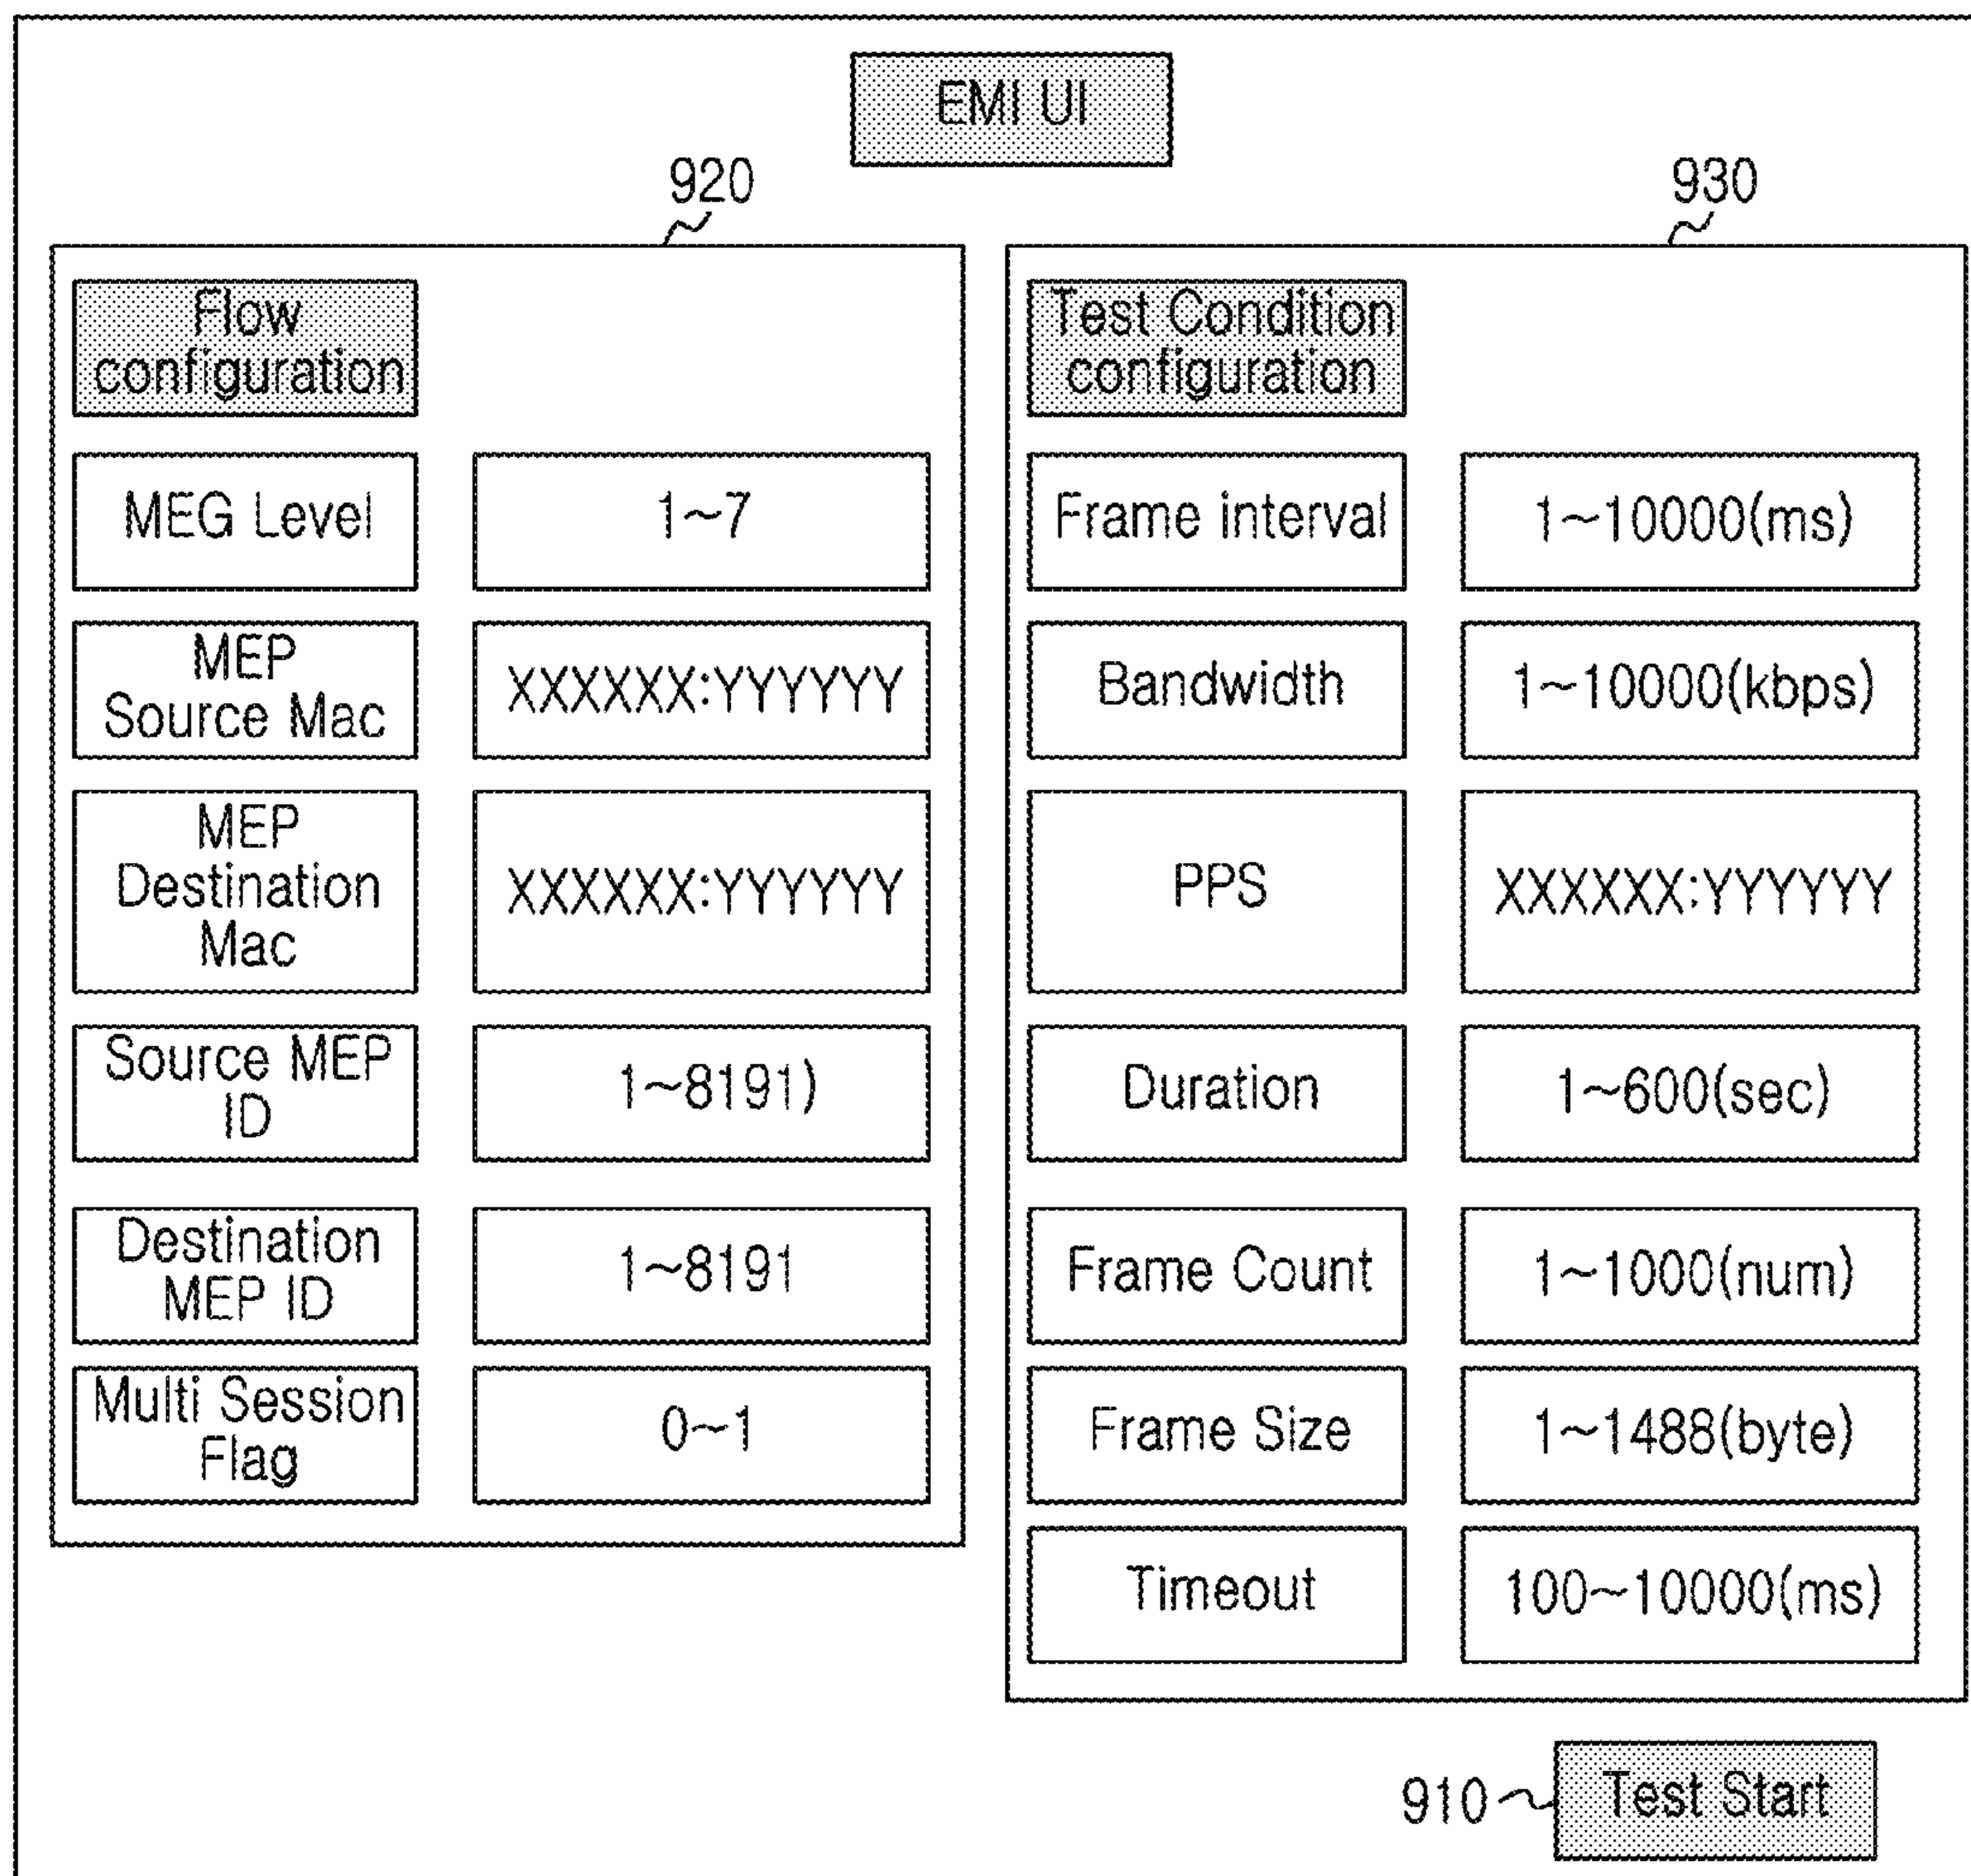 EMI UI
920
Flow
configuration
MEG Level
1~7
MEP
Source Mac
XXXXXX:YYYYYY
MEP
Destination
Mac
XXXXXX:YYYYYY
Source MEP
ID
1~8191)
Destination
MEP ID
1~8191
Multi Session
Flag
0~1
930
Test Condition
configuration
Frame interval
1~10000(ms)
Bandwidth
1~10000(kbps)
PPS
XXXXXX:YYYYYY
Duration
1~600(sec)
Frame Count
1~1000(num)
Frame Size
1~1488(byte)
Timeout
100~10000(ms)
910
Test Start